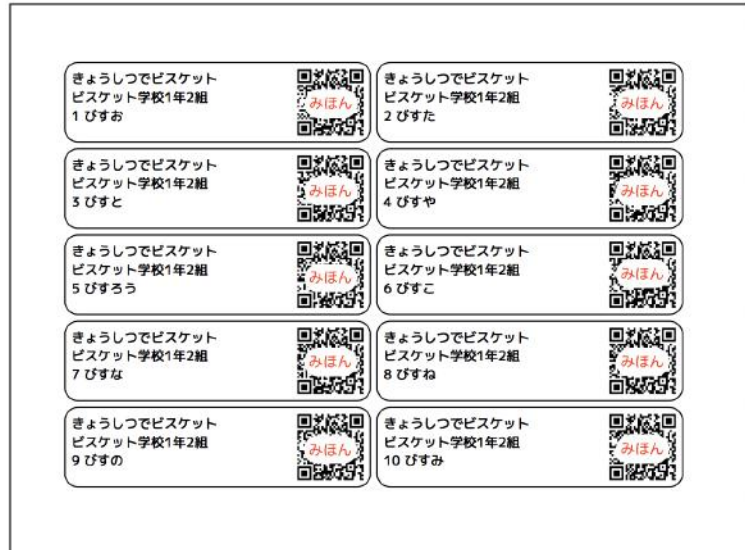 きょうしつでビスケット
ビスケット学校1年2組
1 びすお
みほん
きょうしつでビスケット
ビスケット学校1年2組
2 びすた
みほん
きょうしつでビスケット
ビスケット学校1年2組
3 びすと
みほん
きょうしつでビスケット
ビスケット学校1年2組
4 びすや
みほん
きょうしつでビスケット
ビスケット学校1年2組
5 びすろう
みほん
きょうしつでビスケット
ビスケット学校1年2組
6 びすこ
みほん
きょうしつでビスケット
ビスケット学校1年2組
7 びすな
みほん
きょうしつでビスケット
ビスケット学校1年2組
8 びすね
みほん
きょうしつでビスケット
ビスケット学校1年2組
9 びすの
みほん
きょうしつでビスケット
ビスケット学校1年2組
10 びすみ
みほん